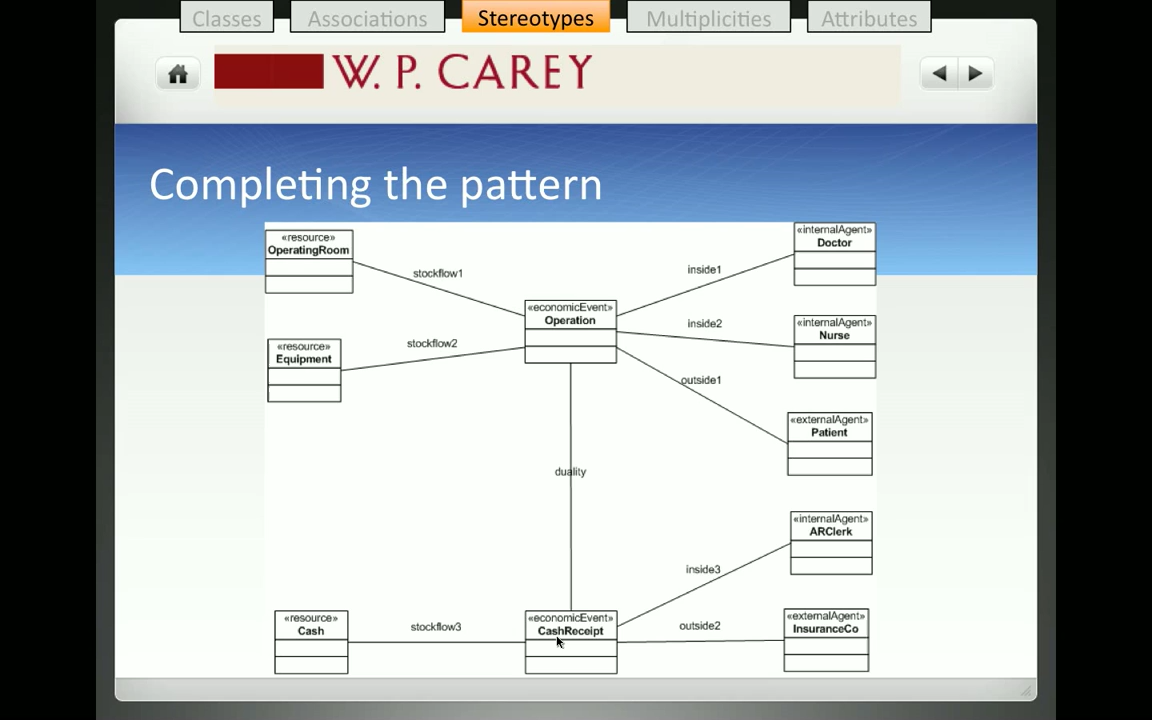 Classes
Associations
Stereotypes
Multiplicities
Attributes
W. P. CAREY
Completing the pattern
«resource»
OperatingRoom
stockflow1
«resource»
Equipment
stockflow2
«economicEvent»
Operation
inside1
«internalAgent»
Doctor
inside2
«internalAgent»
Nurse
outside1
«externalAgent»
Patient
duality
«internalAgent»
ARClerk
inside3
«resource»
Cash
stockflow3
«economicEvent»
CashReceipt
outside2
«externalAgent»
InsuranceCo